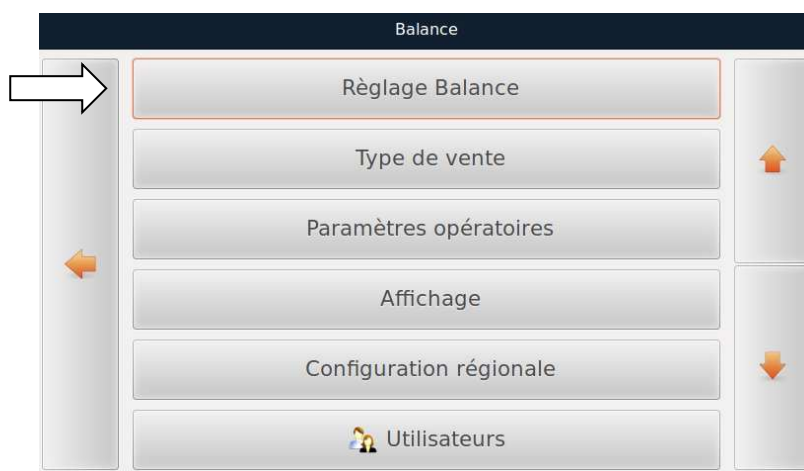 Balance
Règlage Balance
Type de vente
Paramètres opératoires
Affichage
Configuration régionale
Utilisateurs